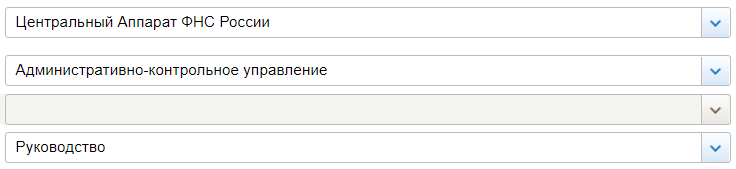 Центральный Аппарат ФНС России
Административно-контрольное управление
Руководство